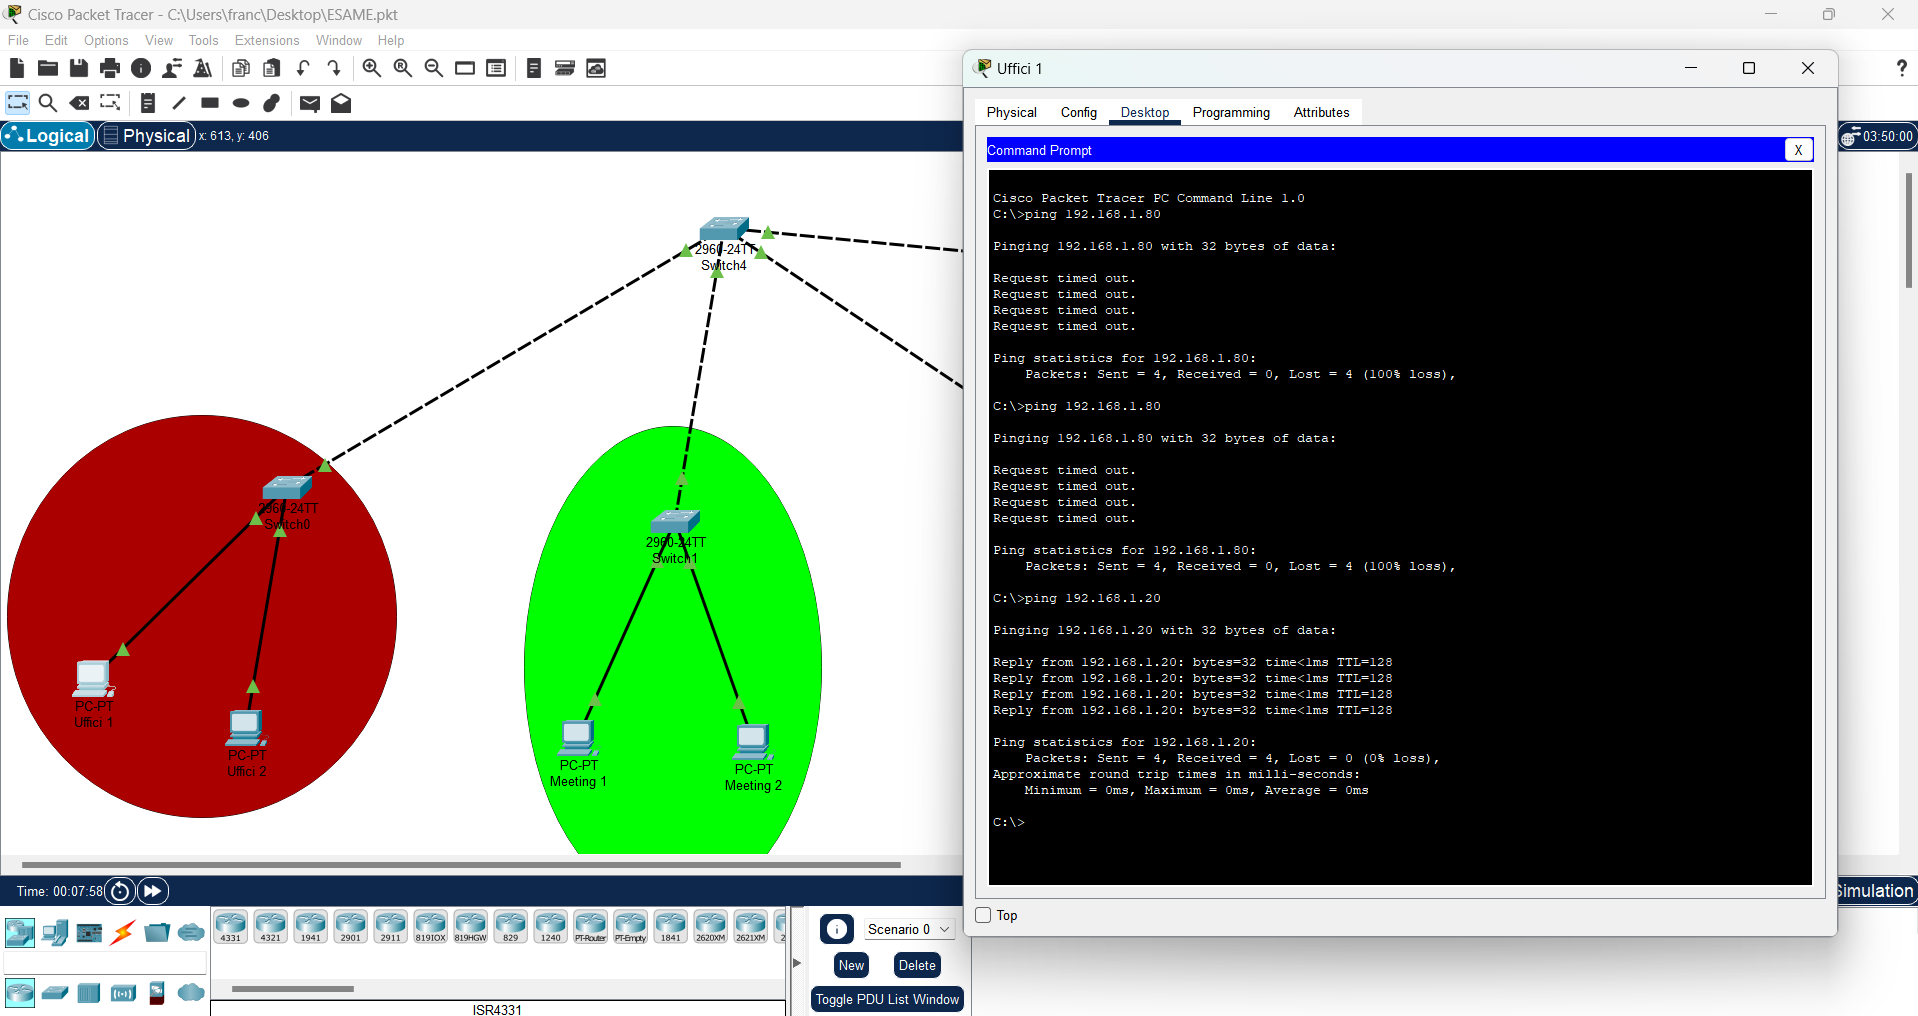 Cisco Packet Tracer - C:\Users\franc\Desktop\ESAME.pkt
File Edit Options View Tools Extensions Window Help
Logical Physical x: 613, y: 406
03:50:00
2960-24TT
Switch4
2960-24TT
Switch0
PC-PT
Uffici 1
PC-PT
Uffici 2
2960-24TT
Switch1
PC-PT
Meeting 1
PC-PT
Meeting 2
Uffici 1
Physical Config Desktop Programming Attributes
Command Prompt
X
Cisco Packet Tracer PC Command Line 1.0
C:\>ping 192.168.1.80
Pinging 192.168.1.80 with 32 bytes of data:
Request timed out.
Request timed out.
Request timed out.
Request timed out.
Ping statistics for 192.168.1.80:
Packets: Sent = 4, Received = 0, Lost = 4 (100% loss),
C:\>ping 192.168.1.80
Pinging 192.168.1.80 with 32 bytes of data:
Request timed out.
Request timed out.
Request timed out.
Request timed out.
Ping statistics for 192.168.1.80:
Packets: Sent = 4, Received = 0, Lost = 4 (100% loss),
C:\>ping 192.168.1.20
Pinging 192.168.1.20 with 32 bytes of data:
Reply from 192.168.1.20: bytes=32 time<1ms TTL=128
Reply from 192.168.1.20: bytes=32 time<1ms TTL=128
Reply from 192.168.1.20: bytes=32 time<1ms TTL=128
Reply from 192.168.1.20: bytes=32 time<1ms TTL=128
Ping statistics for 192.168.1.20:
Packets: Sent = 4, Received = 4, Lost = 0 (0% loss),
Approximate round trip times in milli-seconds:
Minimum = 0ms, Maximum = 0ms, Average = 0ms
C:\>
Top
Time: 00:07:58
Simulation
4331 4321 1941 2901 2911 819IOX 819HGW 829 1240 PT-Router PT-Empty 1841 2620XM 2621XM 2
ISR4331
Scenario 0
New Delete
Toggle PDU List Window